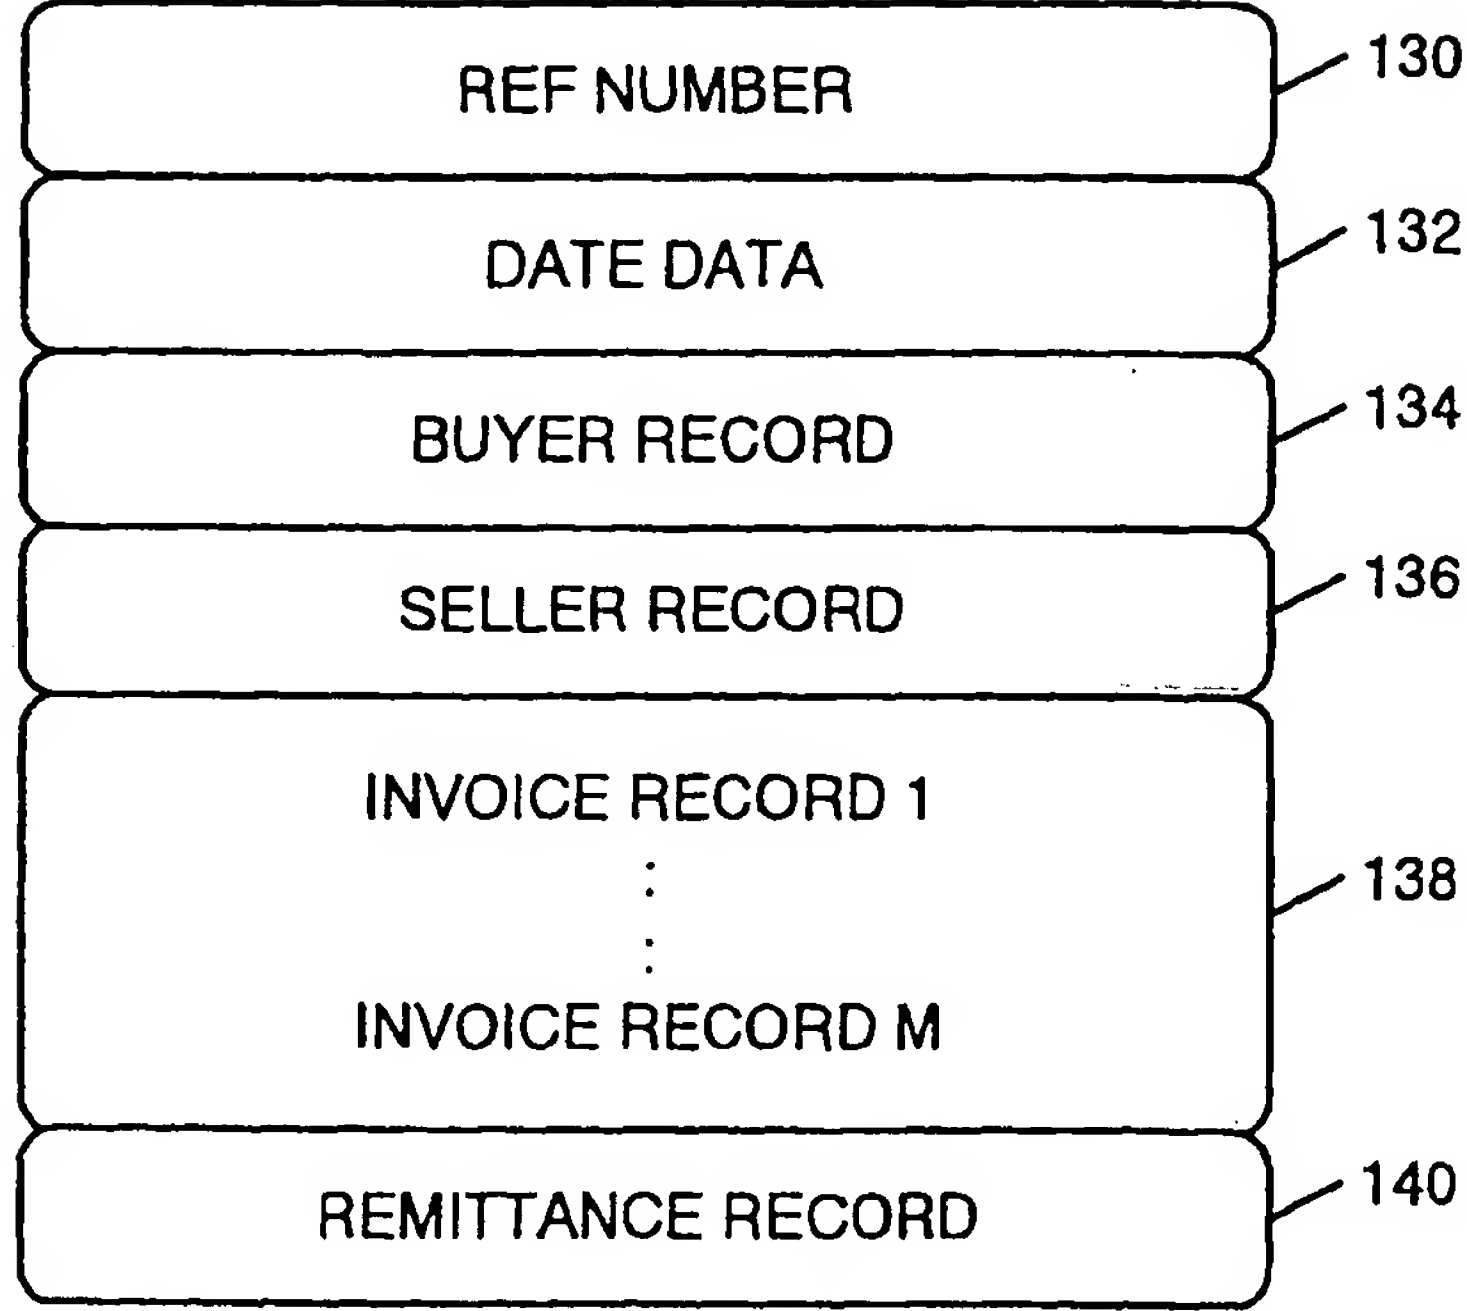 REF NUMBER 130
DATE DATA 132
BUYER RECORD 134
SELLER RECORD 136
INVOICE RECORD 1
138
INVOICE RECORD M
REMITTANCE RECORD 140